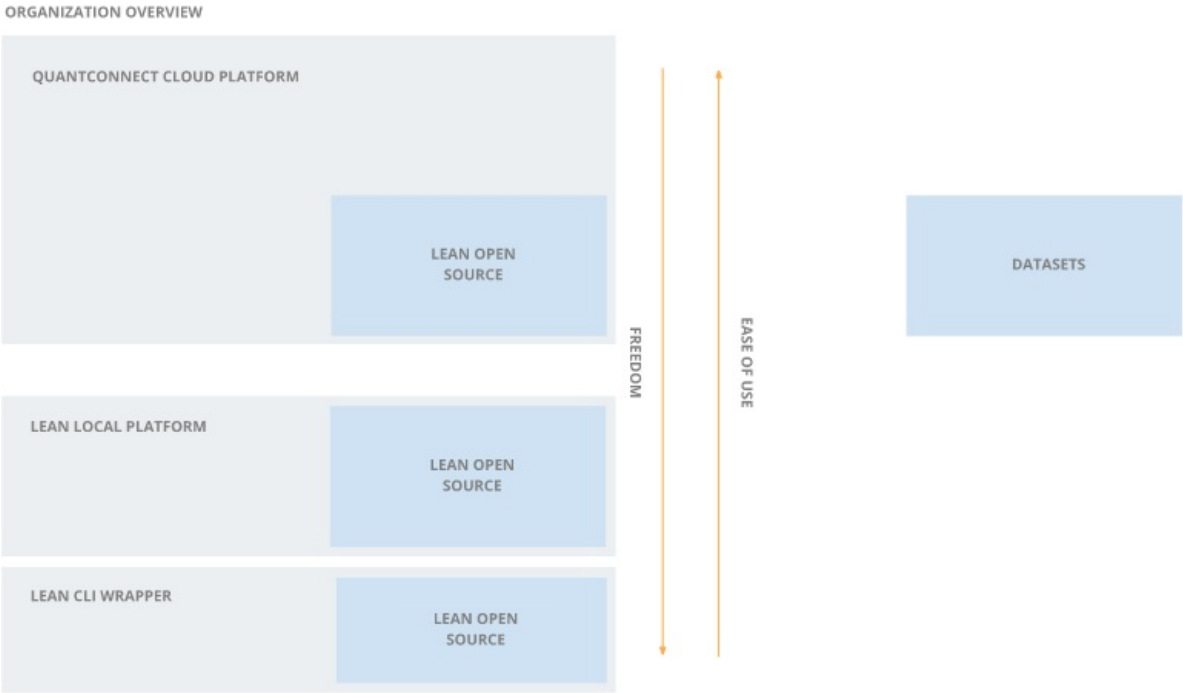 ORGANIZATION OVERVIEW
QUANTCONNECT CLOUD PLATFORM
LEAN OPEN
SOURCE
DATASETS
FREEDOM
EASE OF USE
LEAN LOCAL PLATFORM
LEAN OPEN
SOURCE
LEAN CLI WRAPPER
LEAN OPEN
SOURCE